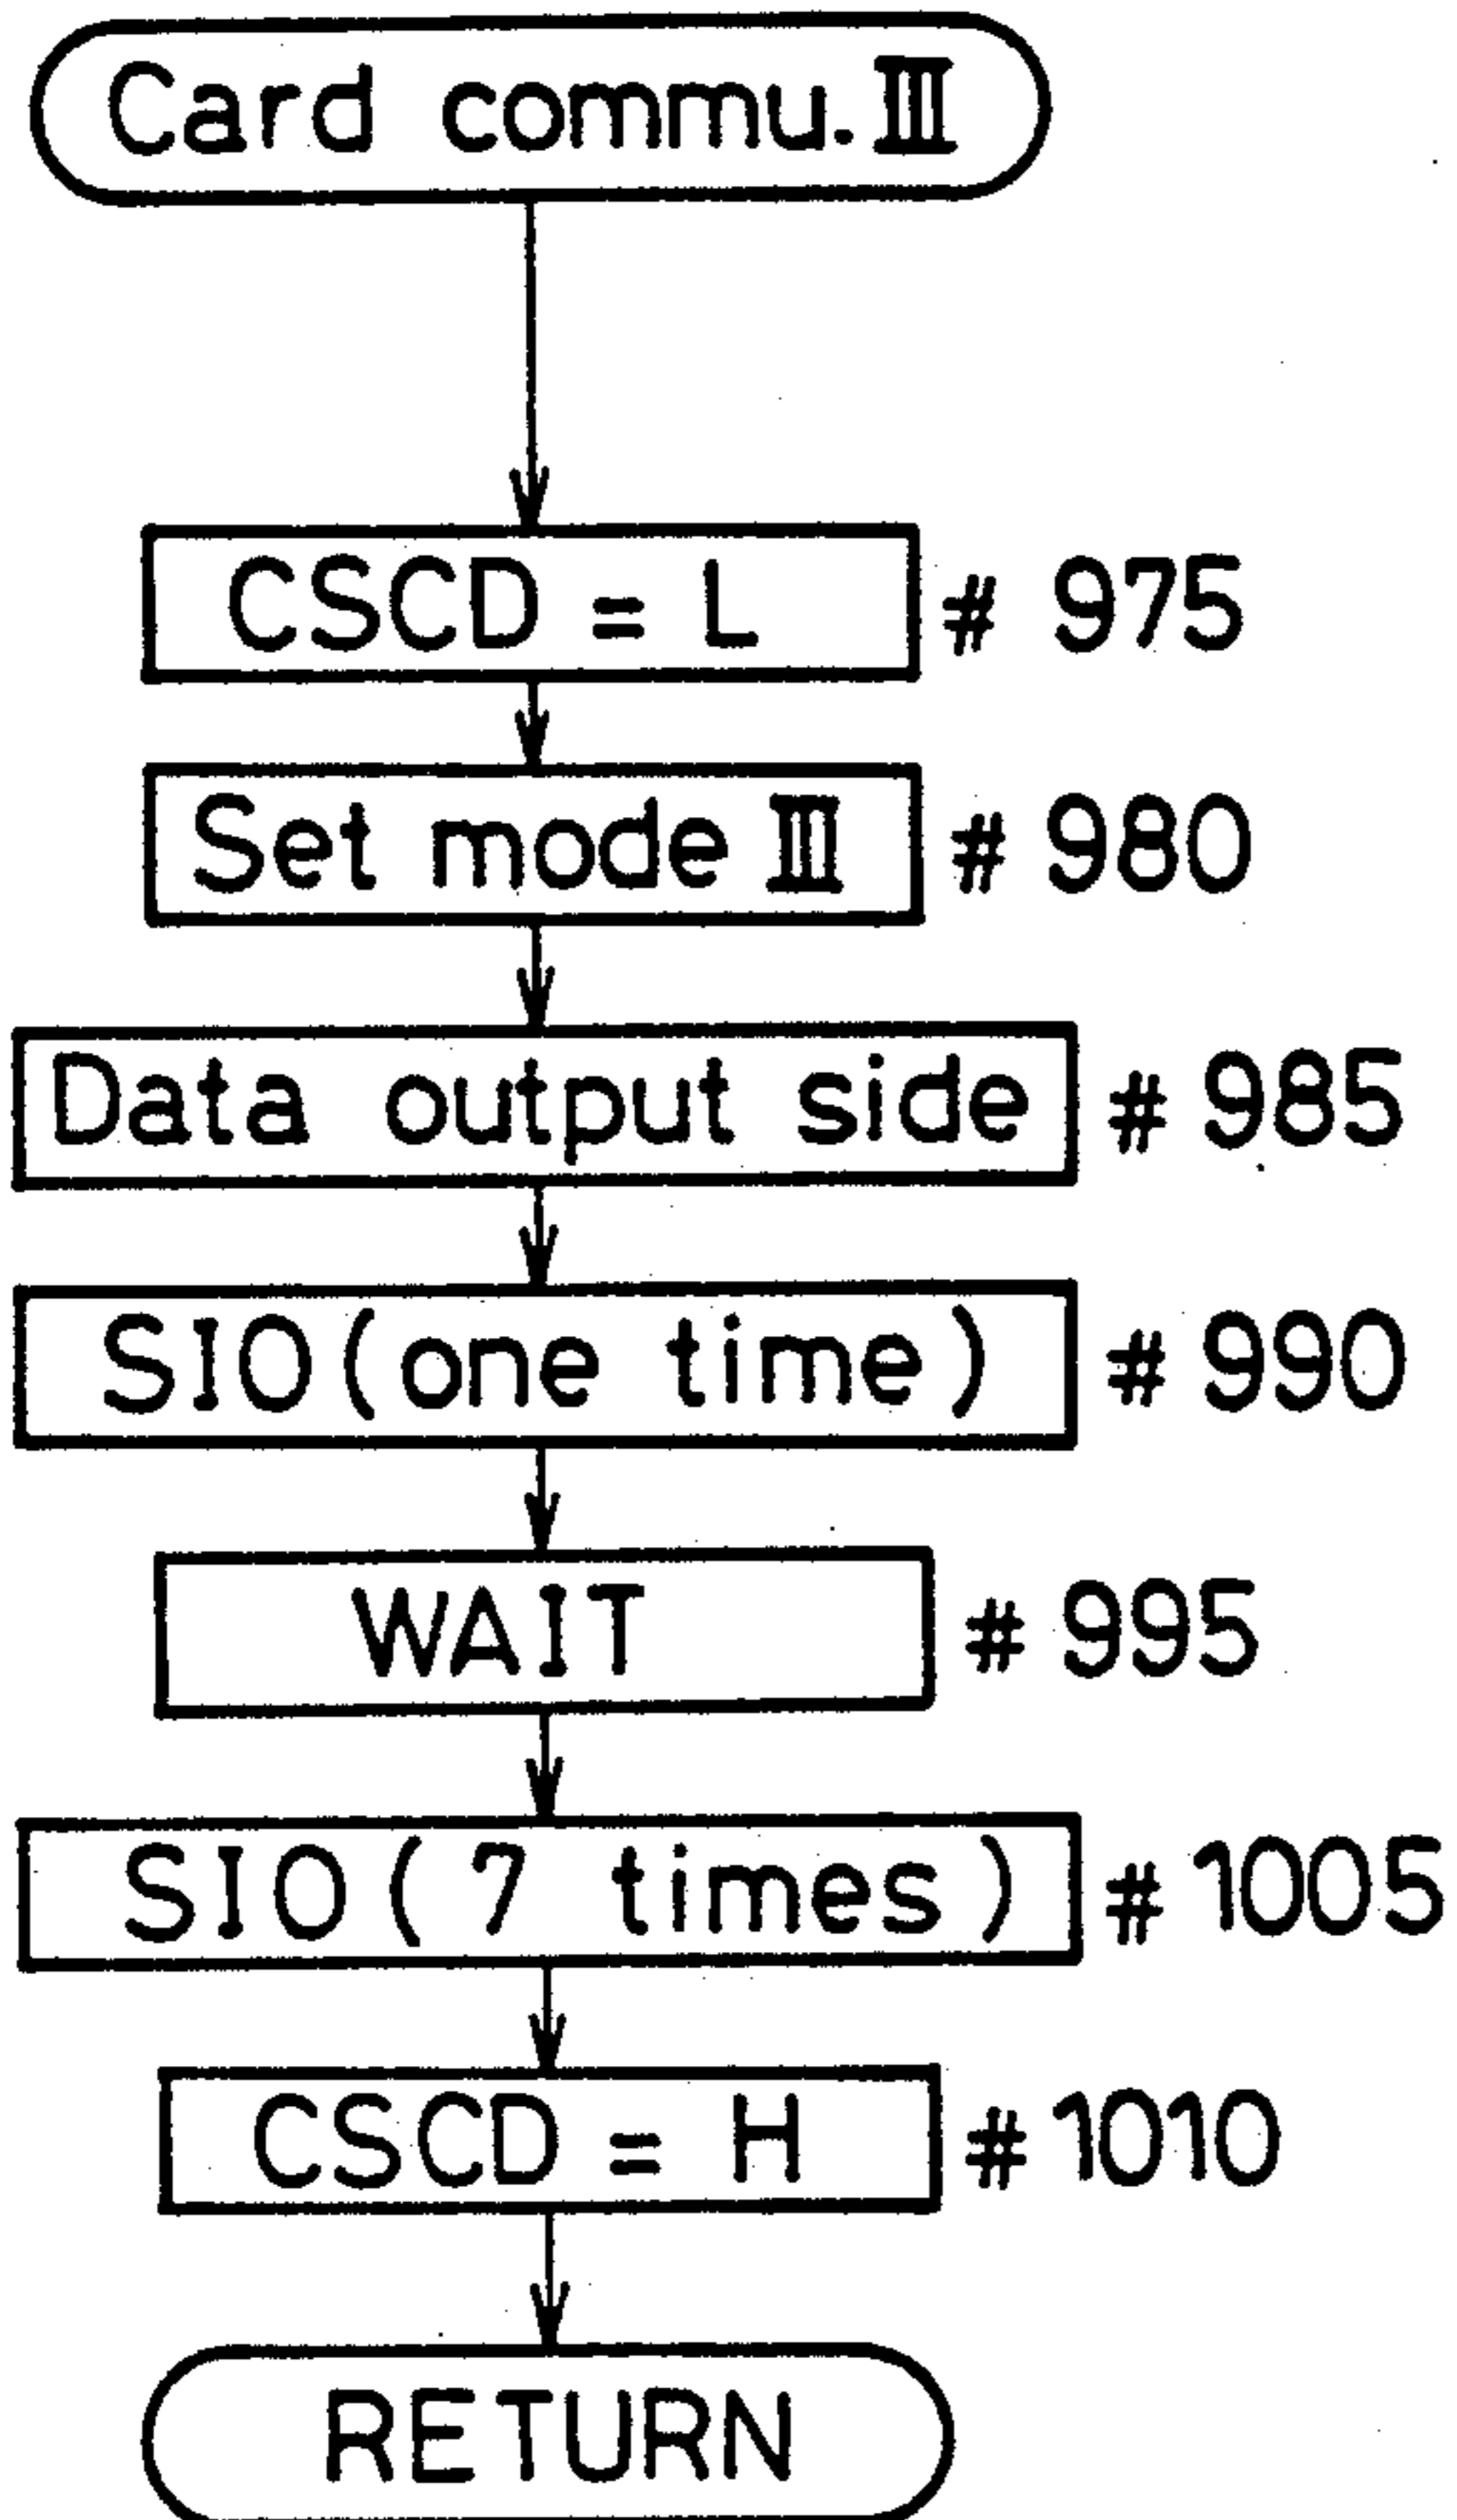 Card commu.III
CSCD = L # 975
Set mode III # 980
Data output side # 985
SIO(one time) # 990
WAIT # 995
SIO(7 times) # 1005
CSCD = H # 1010
RETURN